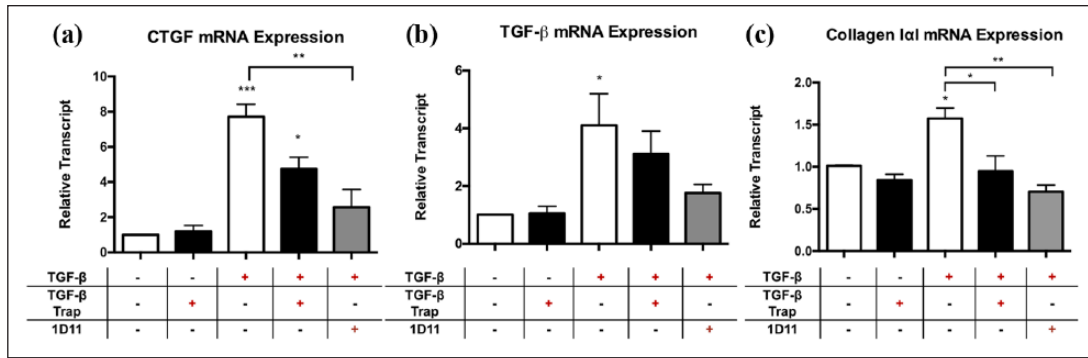 (a)
CTGF mRNA Expression
Relative Transcript
10
8
6
4
2
0
***
*
**
TGF-β - - + + +
TGF-β Trap - + - + -
1D11 - - - - +
(b)
TGF-β mRNA Expression
Relative Transcript
6
4
2
0
*
TGF-β - - + + +
TGF-β Trap - + - + -
1D11 - - - - +
(c)
Collagen IαI mRNA Expression
Relative Transcript
2.0
1.5
1.0
0.5
0.0
*
*
**
TGF-β - - + + +
TGF-β Trap - + - + -
1D11 - - - - +